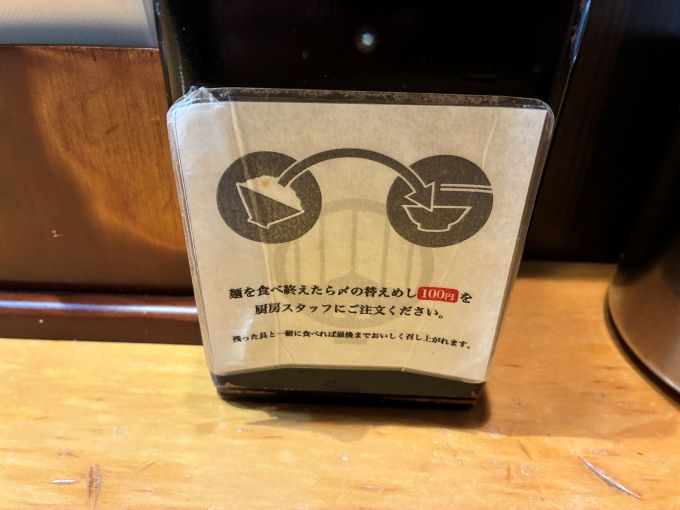 麺を食べ終えたら〆の替えめし100円を
厨房スタッフにご注文ください。
残った具と一緒に食べれば最後までおいしく召し上がれます。